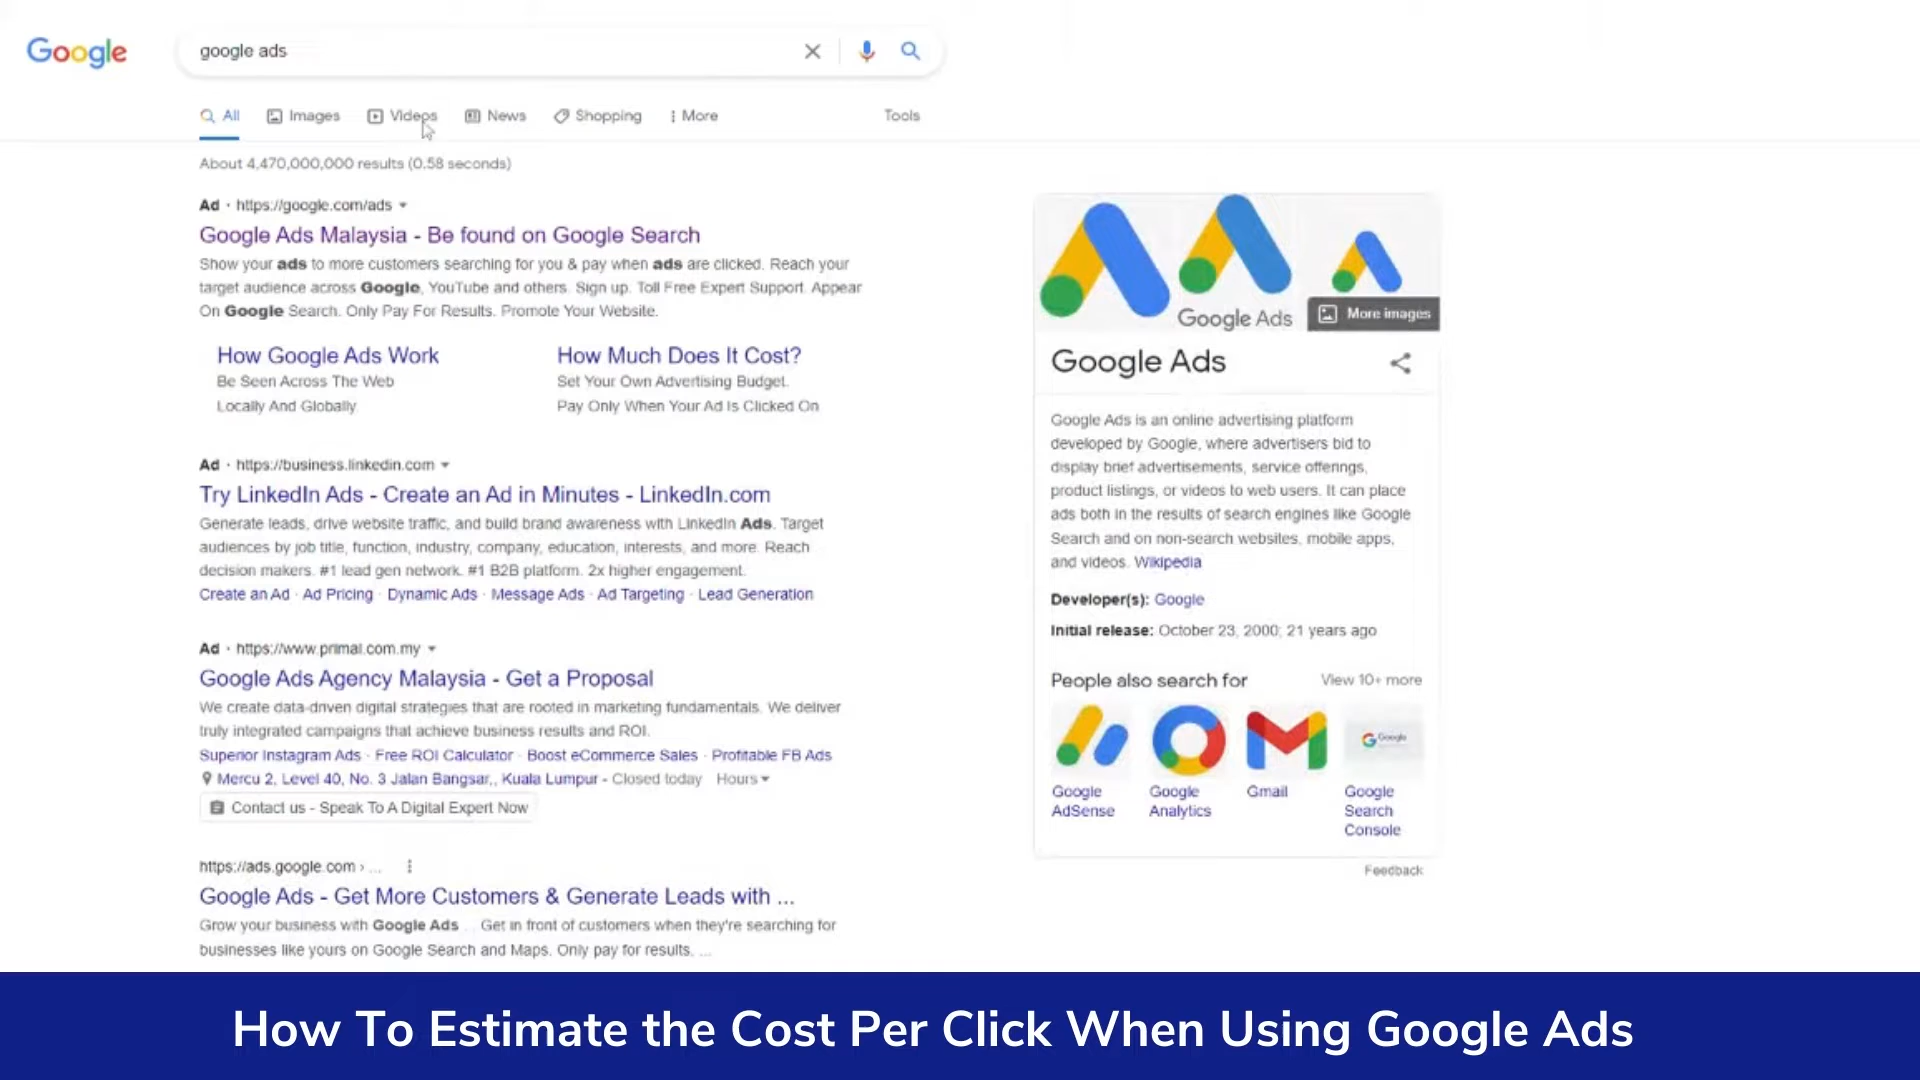 Google
google ads
All Images Videos News Shopping More Tools
About 4,470,000,000 results (0.58 seconds)
Ad · https://google.com/ads
Google Ads Malaysia - Be found on Google Search
Show your ads to more customers searching for you & pay when ads are clicked. Reach your
target audience across Google, YouTube and others. Sign up. Toll Free Expert Support. Appear
On Google Search. Only Pay For Results. Promote Your Website.
How Google Ads Work
Be Seen Across The Web
Locally And Globally
How Much Does It Cost?
Set Your Own Advertising Budget.
Pay Only When Your Ad Is Clicked On
Ad · https://business.linkedin.com
Try LinkedIn Ads - Create an Ad in Minutes - LinkedIn.com
Generate leads, drive website traffic, and build brand awareness with LinkedIn Ads. Target
audiences by job title, function, industry, company, education, interests, and more. Reach
decision makers. #1 lead gen network. #1 B2B platform. 2x higher engagement.
Create an Ad · Ad Pricing · Dynamic Ads · Message Ads · Ad Targeting · Lead Generation
Ad · https://www.primal.com.my
Google Ads Agency Malaysia - Get a Proposal
We create data-driven digital strategies that are rooted in marketing fundamentals. We deliver
truly integrated campaigns that achieve business results and ROI.
Superior Instagram Ads · Free ROI Calculator · Boost eCommerce Sales · Profitable FB Ads
Mercu 2, Level 40, No. 3 Jalan Bangsar,, Kuala Lumpur - Closed today Hours
Contact us - Speak To A Digital Expert Now
https://ads.google.com › ...
Google Ads - Get More Customers & Generate Leads with ...
Grow your business with Google Ads ... Get in front of customers when they're searching for
businesses like yours on Google Search and Maps. Only pay for results. ...
Google Ads
More images
Google Ads
Google Ads is an online advertising platform
developed by Google, where advertisers bid to
display brief advertisements, service offerings,
product listings, or videos to web users. It can place
ads both in the results of search engines like Google
Search and on non-search websites, mobile apps,
and videos. Wikipedia
Developer(s): Google
Initial release: October 23, 2000; 21 years ago
People also search for
View 10+ more
Google
Google AdSense
Google Analytics
Gmail
Google Search Console
Feedback
How To Estimate the Cost Per Click When Using Google Ads